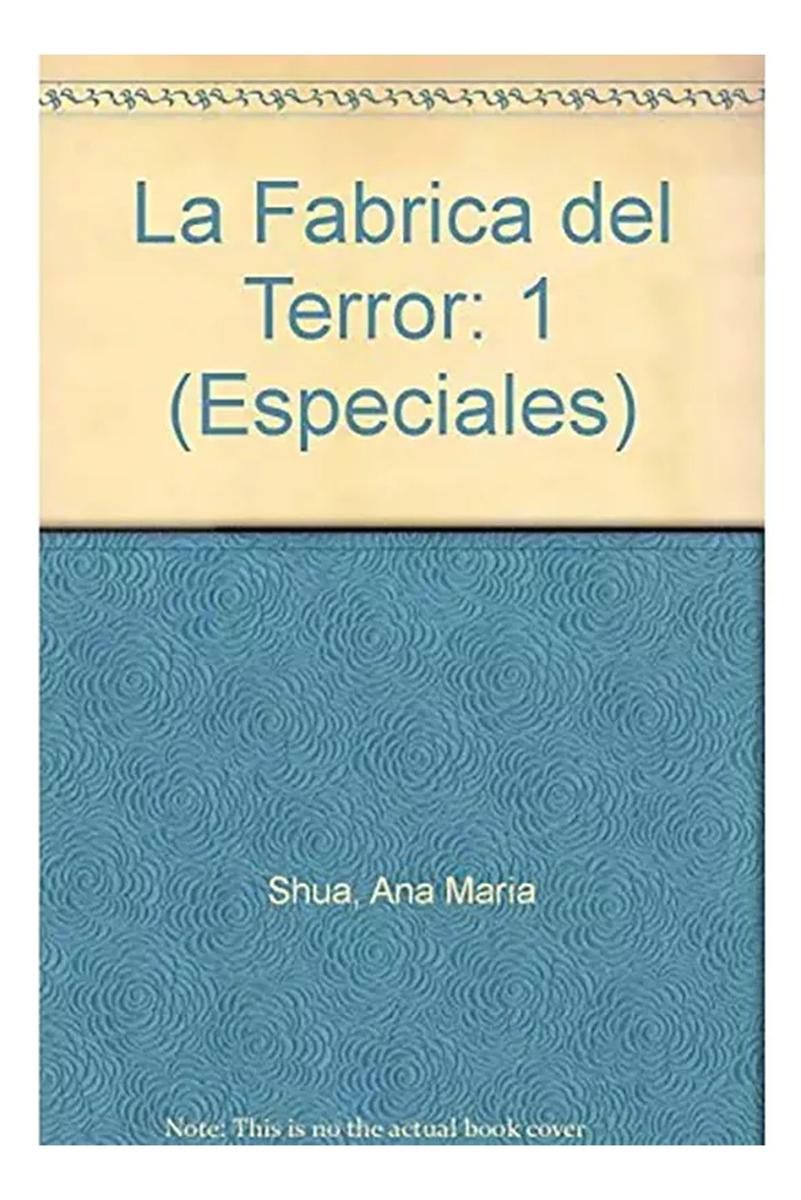 La Fabrica del
Terror: 1
(Especiales)
Shua, Ana Maria
Note: This is no the actual book cover